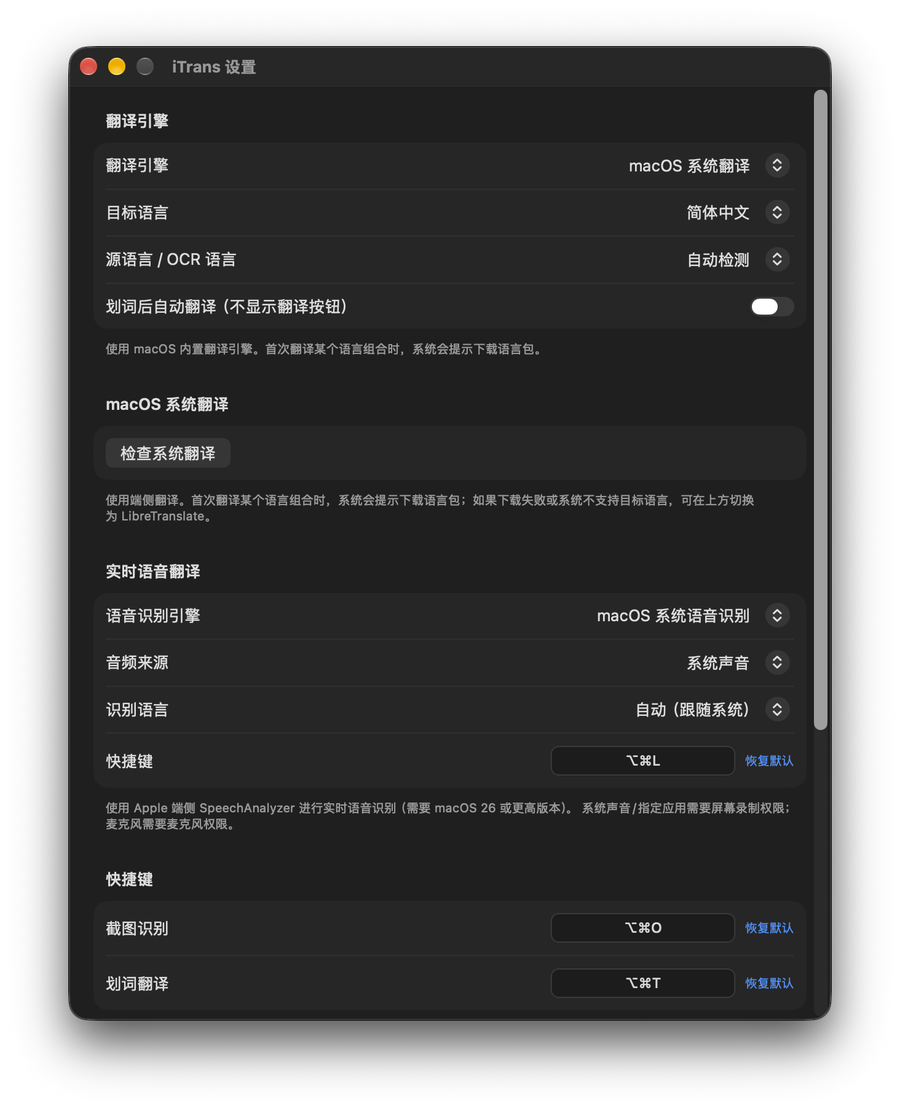 iTrans 设置
翻译引擎
翻译引擎 macOS 系统翻译
目标语言 简体中文
源语言 / OCR 语言 自动检测
划词后自动翻译（不显示翻译按钮）
使用 macOS 内置翻译引擎。首次翻译某个语言组合时，系统会提示下载语言包。
macOS 系统翻译
检查系统翻译
使用端侧翻译。首次翻译某个语言组合时，系统会提示下载语言包；如果下载失败或系统不支持目标语言，可在上方切换
为 LibreTranslate。
实时语音翻译
语音识别引擎 macOS 系统语音识别
音频来源 系统声音
识别语言 自动（跟随系统）
快捷键 ⌥⌘L 恢复默认
使用 Apple 端侧 SpeechAnalyzer 进行实时语音识别（需要 macOS 26 或更高版本）。 系统声音/指定应用需要屏幕录制权限；
麦克风需要麦克风权限。
快捷键
截图识别 ⌥⌘O 恢复默认
划词翻译 ⌥⌘T 恢复默认